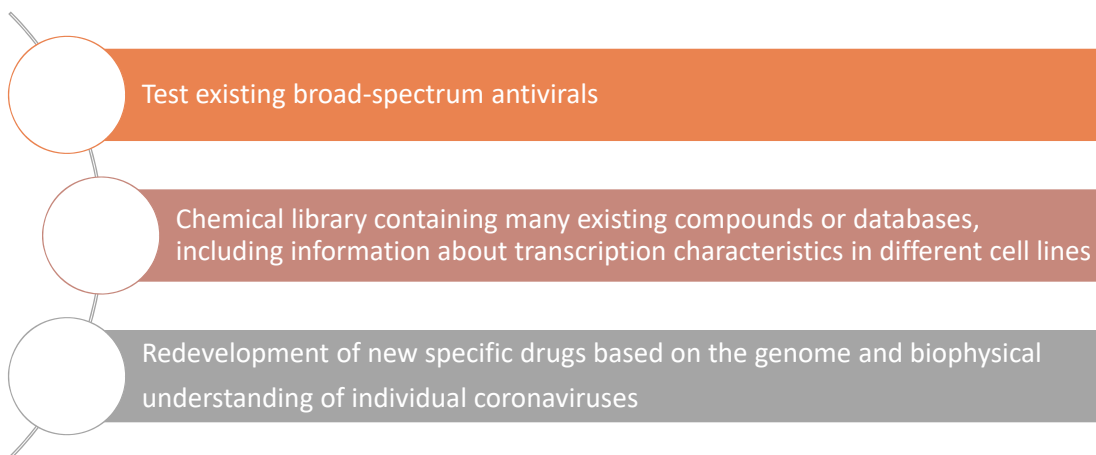 Test existing broad-spectrum antivirals
Chemical library containing many existing compounds or databases,
including information about transcription characteristics in different cell lines
Redevelopment of new specific drugs based on the genome and biophysical
understanding of individual coronaviruses